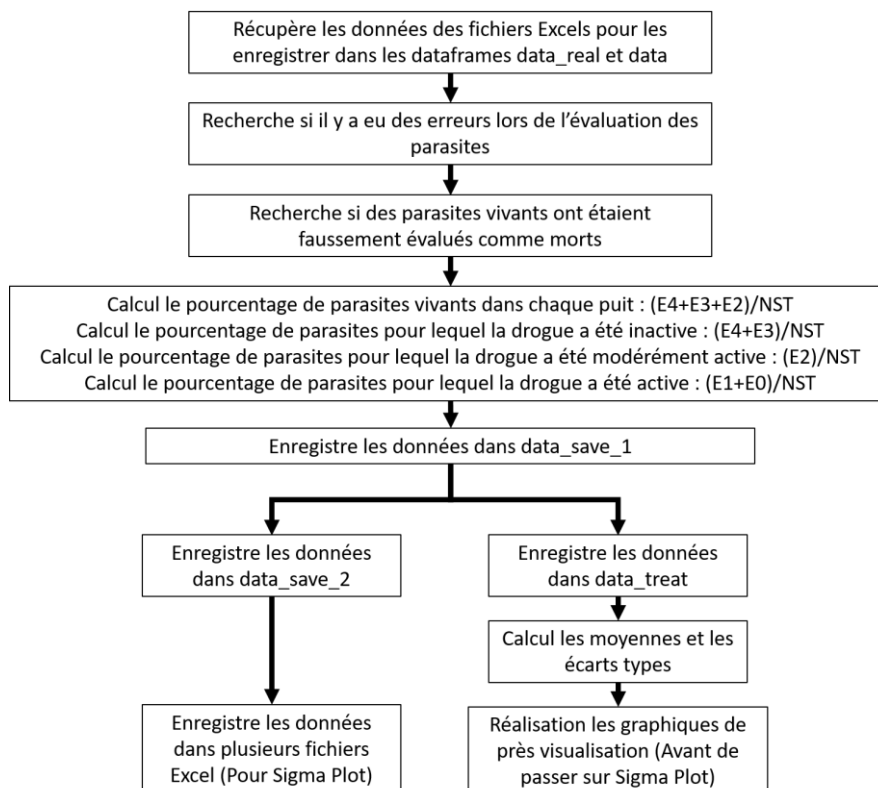 Récupère les données des fichiers Excels pour les
enregistrer dans les dataframes data_real et data
Recherche si il y a eu des erreurs lors de l'évaluation des
parasites
Recherche si des parasites vivants ont étaient
faussement évalués comme morts
Calcul le pourcentage de parasites vivants dans chaque puit : (E4+E3+E2)/NST
Calcul le pourcentage de parasites pour lequel la drogue a été inactive : (E4+E3)/NST
Calcul le pourcentage de parasites pour lequel la drogue a été modérément active : (E2)/NST
Calcul le pourcentage de parasites pour lequel la drogue a été active : (E1+E0)/NST
Enregistre les données dans data_save_1
Enregistre les données
dans data_save_2
Enregistre les données
dans data_treat
Calcul les moyennes et les
écarts types
Enregistre les données
dans plusieurs fichiers
Excel (Pour Sigma Plot)
Réalisation les graphiques de
près visualisation (Avant de
passer sur Sigma Plot)